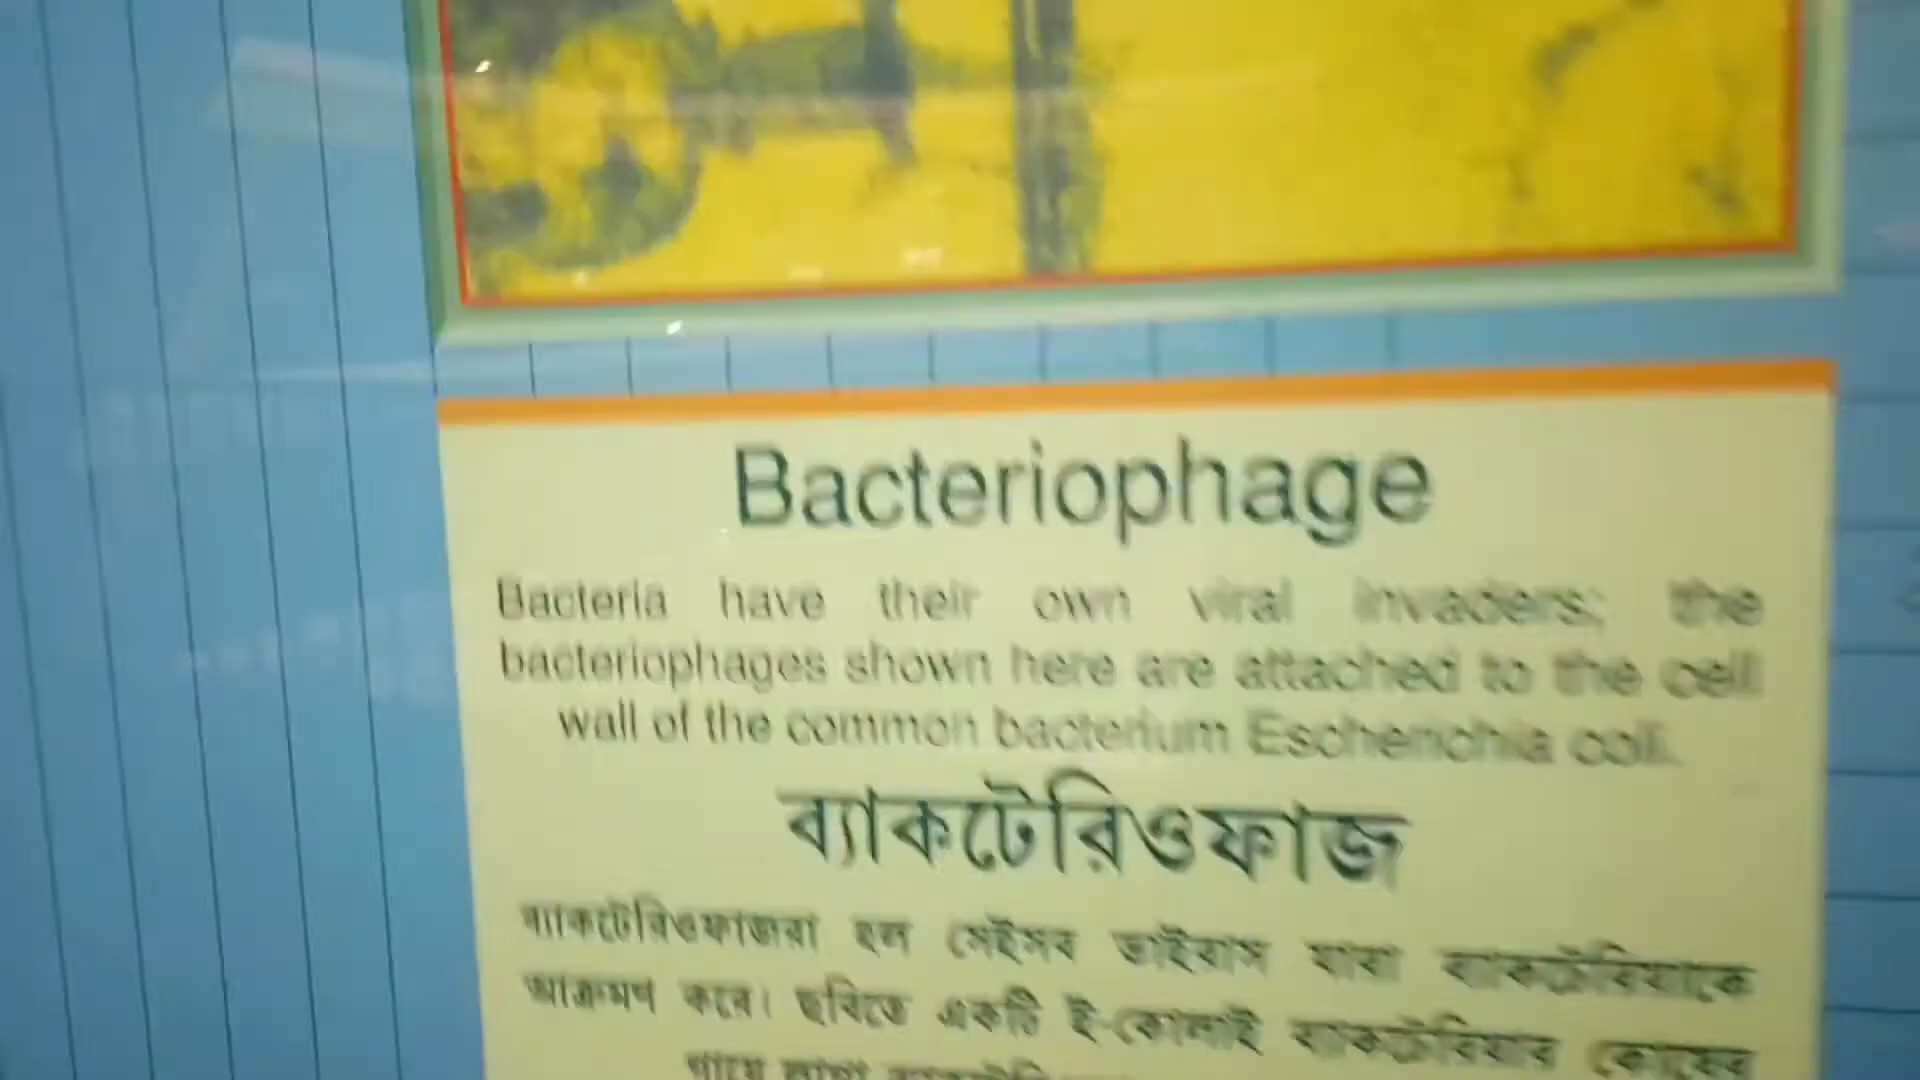 Bacteriophage
Bacteria have their own viral invaders; the
bacteriophages shown here are attached to the cell
wall of the common bacterium Escherichia coli.
ব্যাকটেরিওফাজ
ব্যাকটেরিওফাজরা হল সেইসব ভাইরাস যারা ব্যাকটেরিয়াকে
আক্রমণ করে। ছবিতে একটি ই-কোলাই ব্যাকটেরিয়ার কোষের
গায়ে